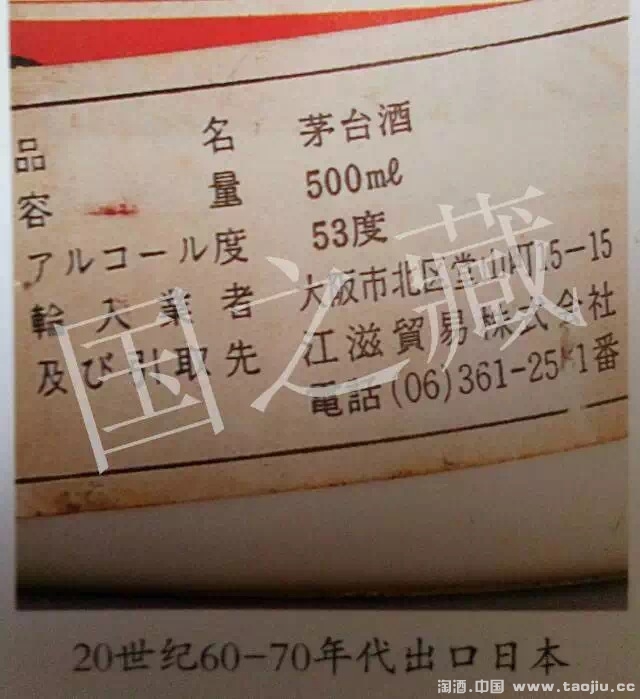 品名 茅台酒
容量 500ml
アルコール度 53度
輸入業者 大阪市北区堂山町15-15
及び引取先 江滋貿易株式会社
電話(06)361-25 1番
国之藏
20世纪60-70年代出口日本
淘酒.中国 www.taojiu.cc